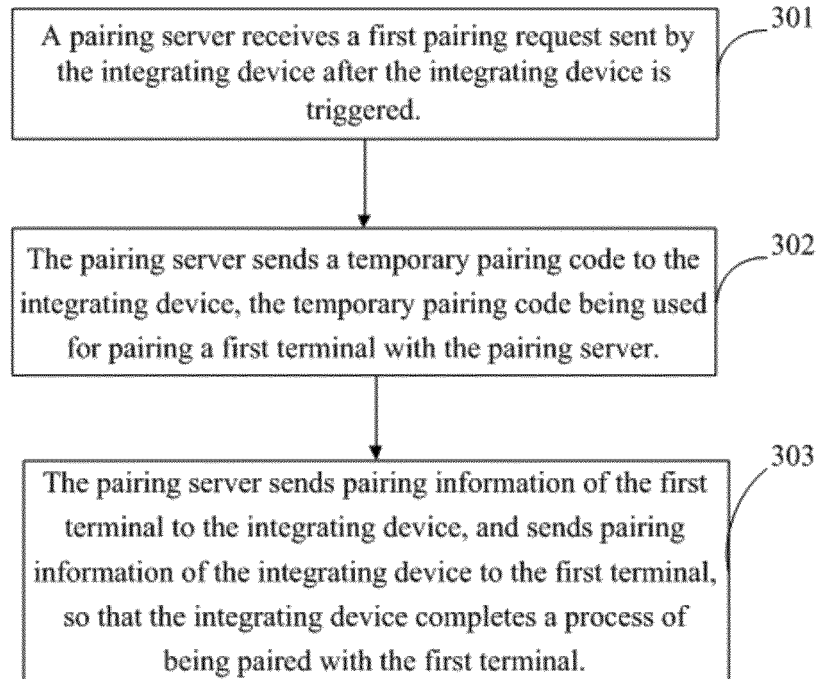 A pairing server receives a first pairing request sent by
the integrating device after the integrating device is
triggered.
301
The pairing server sends a temporary pairing code to the
integrating device, the temporary pairing code being used
for pairing a first terminal with the pairing server.
302
The pairing server sends pairing information of the first
terminal to the integrating device, and sends pairing
information of the integrating device to the first terminal,
so that the integrating device completes a process of
being paired with the first terminal.
303